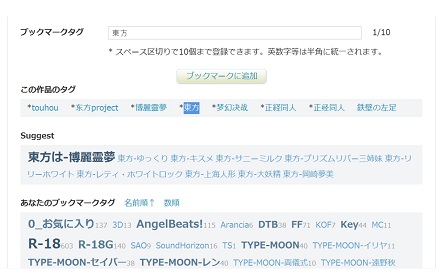 ブックマークタグ 東方 1/10
* スペース区切りで10個まで登録できます。英数字等は半角に統一されます。
ブックマークに追加
この作品のタグ
*touhou *东方project *博麗霊夢 *東方 *梦幻决战 *正経同人 *正经同人 鉄壁の左足
Suggest
東方は-博麗霊夢 東方-ゆっくり 東方-キスメ 東方-サニーミルク 東方-プリズムリバー三姉妹 東方-リ
リーホワイト 東方-レティ・ホワイトロック 東方-上海人形 東方-大妖精 東方-岡崎夢美
あなたのブックマークタグ 名前順↑ 数順
0_お気に入り137 3D13 AngelBeats!115 Arancia6 DTB38 FF71 KOF7 Key44 MC11
R-18603 R-18G140 SAO9 SoundHorizon16 TS1 TYPE-MOON40 TYPE-MOON-イリヤ11
TYPE-MOON-セイバー38 TYPE-MOON-レン40 TYPE-MOON-両儀式10 TYPE-MOON-遠野秋